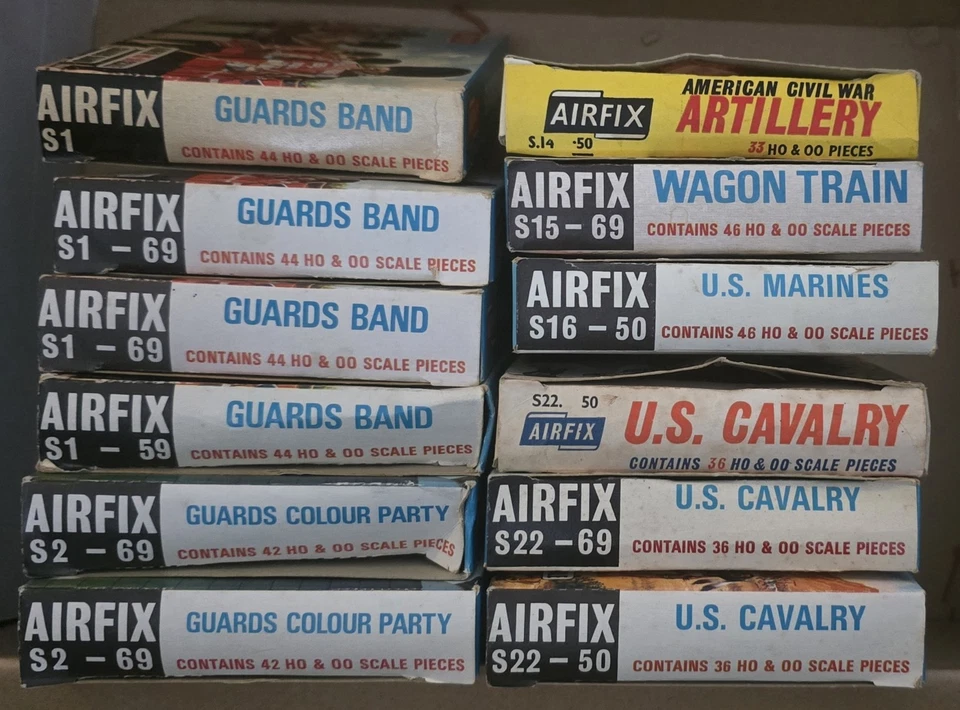 AIRFIX
S1
GUARDS BAND
CONTAINS 44 HO & OO SCALE PIECES
AIRFIX
S1 – 69
GUARDS BAND
CONTAINS 44 HO & OO SCALE PIECES
AIRFIX
S1 – 69
GUARDS BAND
CONTAINS 44 HO & OO SCALE PIECES
AIRFIX
S1 – 59
GUARDS BAND
CONTAINS 44 HO & OO SCALE PIECES
AIRFIX
S2 – 69
GUARDS COLOUR PARTY
CONTAINS 42 HO & OO SCALE PIECES
AIRFIX
S2 – 69
GUARDS COLOUR PARTY
CONTAINS 42 HO & OO SCALE PIECES
AIRFIX
S.14 ·50
AMERICAN CIVIL WAR
ARTILLERY
33 HO & OO PIECES
AIRFIX
S15 – 69
WAGON TRAIN
CONTAINS 46 HO & OO SCALE PIECES
AIRFIX
S16 – 50
U.S. MARINES
CONTAINS 46 HO & OO SCALE PIECES
S22. 50
AIRFIX
U.S. CAVALRY
CONTAINS 36 HO & OO SCALE PIECES
AIRFIX
S22 – 69
U.S. CAVALRY
CONTAINS 36 HO & OO SCALE PIECES
AIRFIX
S22 – 50
U.S. CAVALRY
CONTAINS 36 HO & OO SCALE PIECES